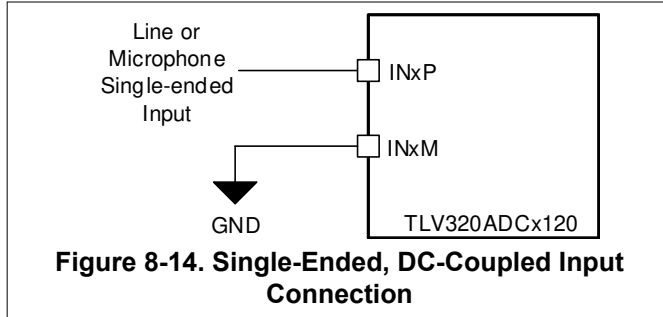 Line or
Microphone
Single-ended
Input
INxP
INxM
GND
TLV320ADCx120
Figure 8-14. Single-Ended, DC-Coupled Input
Connection